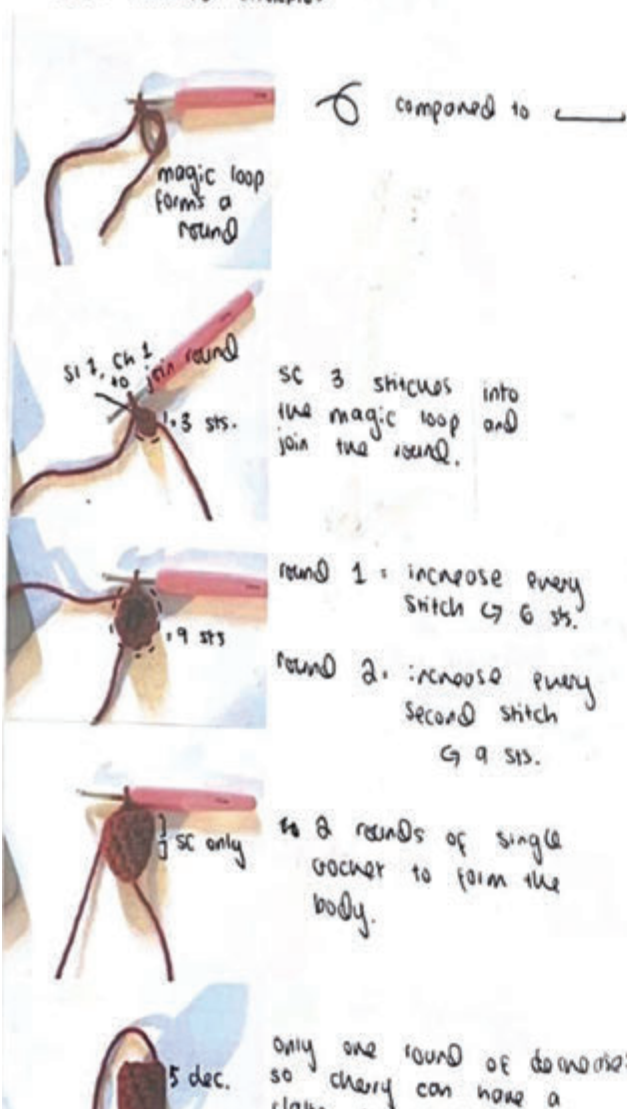 compared to
magic loop
forms a
round
Sl 1, Ch 1
to join round
3 sts.
SC 3 stitches into
the magic loop and
join the round.
round 1: increase every
stitch ↪ 6 sts.
9 sts
round 2: increase every
second stitch
↪ 9 sts.
SC only
2 rounds of single
crochet to form the
body.
5 dec.
only one round of
so cherry can have a